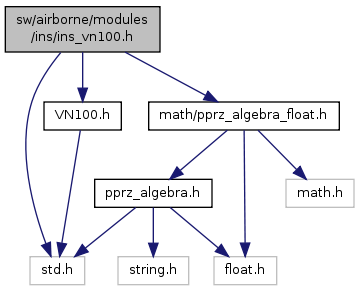 sw/airborne/modules
/ins/ins_vn100.h
VN100.h
math/pprz_algebra_float.h
pprz_algebra.h
math.h
std.h
string.h
float.h